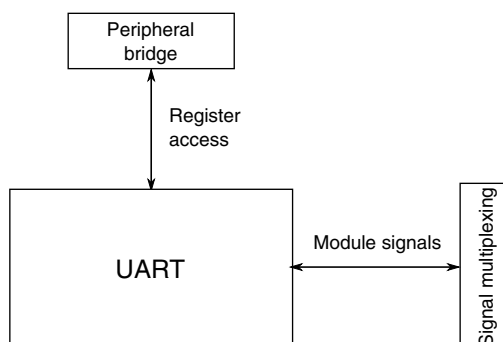 Peripheral
bridge
Register
access
UART
Module signals
Signal multiplexing